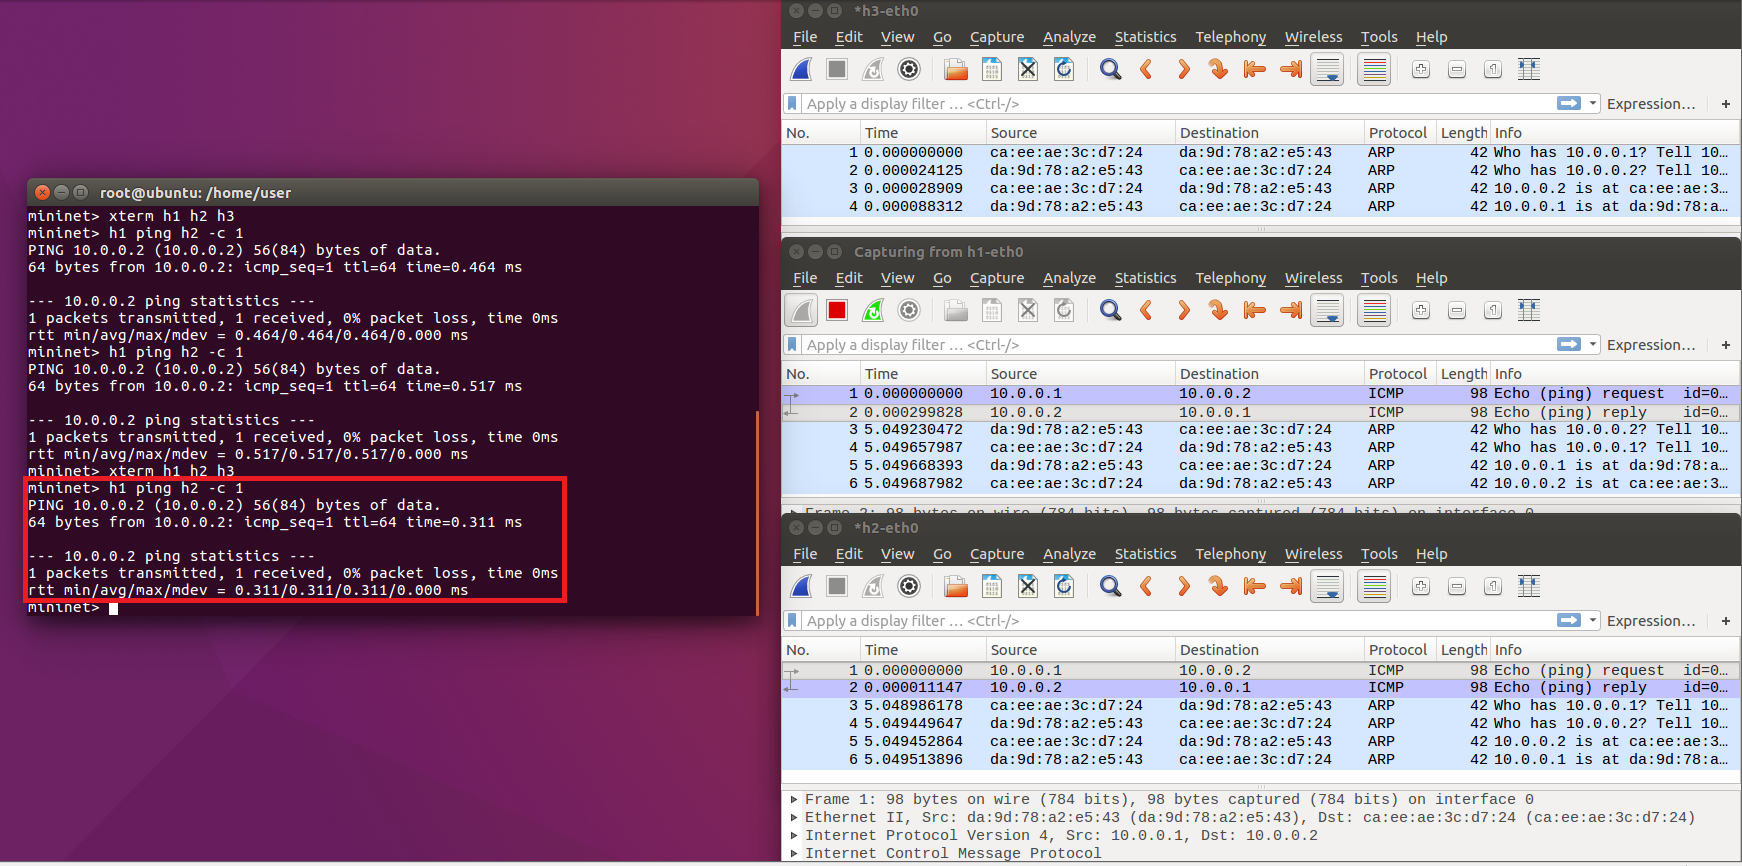 root@ubuntu: /home/user
mininet> xterm h1 h2 h3
mininet> h1 ping h2 -c 1
PING 10.0.0.2 (10.0.0.2) 56(84) bytes of data.
64 bytes from 10.0.0.2: icmp_seq=1 ttl=64 time=0.464 ms
--- 10.0.0.2 ping statistics ---
1 packets transmitted, 1 received, 0% packet loss, time 0ms
rtt min/avg/max/mdev = 0.464/0.464/0.464/0.000 ms
mininet> h1 ping h2 -c 1
PING 10.0.0.2 (10.0.0.2) 56(84) bytes of data.
64 bytes from 10.0.0.2: icmp_seq=1 ttl=64 time=0.517 ms
--- 10.0.0.2 ping statistics ---
1 packets transmitted, 1 received, 0% packet loss, time 0ms
rtt min/avg/max/mdev = 0.517/0.517/0.517/0.000 ms
mininet> xterm h1 h2 h3
mininet> h1 ping h2 -c 1
PING 10.0.0.2 (10.0.0.2) 56(84) bytes of data.
64 bytes from 10.0.0.2: icmp_seq=1 ttl=64 time=0.311 ms
--- 10.0.0.2 ping statistics ---
1 packets transmitted, 1 received, 0% packet loss, time 0ms
rtt min/avg/max/mdev = 0.311/0.311/0.311/0.000 ms
mininet>
*h3-eth0
File Edit View Go Capture Analyze Statistics Telephony Wireless Tools Help
Apply a display filter ... <Ctrl-/> Expression... +
No. Time Source Destination Protocol Length Info
1 0.000000000 ca:ee:ae:3c:d7:24 da:9d:78:a2:e5:43 ARP 42 Who has 10.0.0.1? Tell 10...
2 0.000024125 da:9d:78:a2:e5:43 ca:ee:ae:3c:d7:24 ARP 42 Who has 10.0.0.2? Tell 10...
3 0.000028909 ca:ee:ae:3c:d7:24 da:9d:78:a2:e5:43 ARP 42 10.0.0.2 is at ca:ee:ae:3...
4 0.000088312 da:9d:78:a2:e5:43 ca:ee:ae:3c:d7:24 ARP 42 10.0.0.1 is at da:9d:78:a...
Capturing from h1-eth0
File Edit View Go Capture Analyze Statistics Telephony Wireless Tools Help
Apply a display filter ... <Ctrl-/> Expression... +
No. Time Source Destination Protocol Length Info
1 0.000000000 10.0.0.1 10.0.0.2 ICMP 98 Echo (ping) request id=0...
2 0.000299828 10.0.0.2 10.0.0.1 ICMP 98 Echo (ping) reply id=0...
3 5.049230472 da:9d:78:a2:e5:43 ca:ee:ae:3c:d7:24 ARP 42 Who has 10.0.0.2? Tell 10...
4 5.049657987 ca:ee:ae:3c:d7:24 da:9d:78:a2:e5:43 ARP 42 Who has 10.0.0.1? Tell 10...
5 5.049668393 da:9d:78:a2:e5:43 ca:ee:ae:3c:d7:24 ARP 42 10.0.0.1 is at da:9d:78:a...
6 5.049687982 ca:ee:ae:3c:d7:24 da:9d:78:a2:e5:43 ARP 42 10.0.0.2 is at ca:ee:ae:3...
Frame 2: 98 bytes on wire (784 bits), 98 bytes captured (784 bits) on interface 0
*h2-eth0
File Edit View Go Capture Analyze Statistics Telephony Wireless Tools Help
Apply a display filter ... <Ctrl-/> Expression... +
No. Time Source Destination Protocol Length Info
1 0.000000000 10.0.0.1 10.0.0.2 ICMP 98 Echo (ping) request id=0...
2 0.000011147 10.0.0.2 10.0.0.1 ICMP 98 Echo (ping) reply id=0...
3 5.048986178 ca:ee:ae:3c:d7:24 da:9d:78:a2:e5:43 ARP 42 Who has 10.0.0.1? Tell 10...
4 5.049449647 da:9d:78:a2:e5:43 ca:ee:ae:3c:d7:24 ARP 42 Who has 10.0.0.2? Tell 10...
5 5.049452864 ca:ee:ae:3c:d7:24 da:9d:78:a2:e5:43 ARP 42 10.0.0.2 is at ca:ee:ae:3...
6 5.049513896 da:9d:78:a2:e5:43 ca:ee:ae:3c:d7:24 ARP 42 10.0.0.1 is at da:9d:78:a...
Frame 1: 98 bytes on wire (784 bits), 98 bytes captured (784 bits) on interface 0
Ethernet II, Src: da:9d:78:a2:e5:43 (da:9d:78:a2:e5:43), Dst: ca:ee:ae:3c:d7:24 (ca:ee:ae:3c:d7:24)
Internet Protocol Version 4, Src: 10.0.0.1, Dst: 10.0.0.2
Internet Control Message Protocol